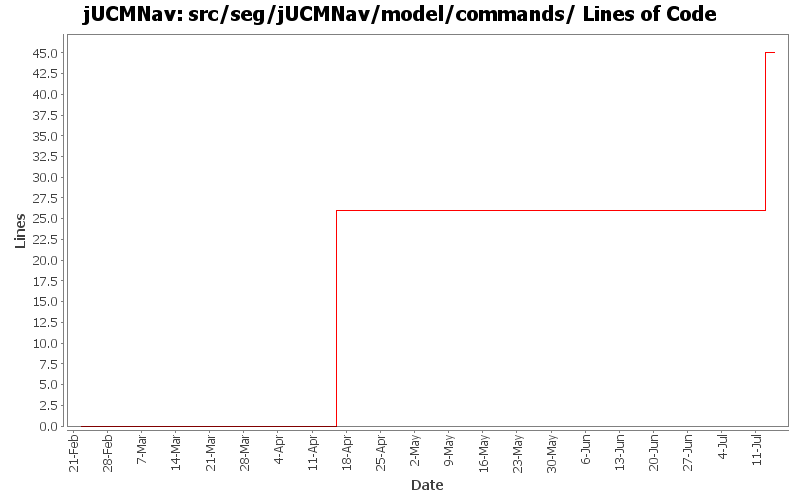 jUCMNav: src/seg/jUCMNav/model/commands/ Lines of Code
45.0
42.5
40.0
37.5
35.0
32.5
30.0
27.5
25.0
22.5
20.0
17.5
15.0
12.5
10.0
7.5
5.0
2.5
0.0
Lines
21-Feb
28-Feb
7-Mar
14-Mar
21-Mar
28-Mar
4-Apr
11-Apr
18-Apr
25-Apr
2-May
9-May
16-May
23-May
30-May
6-Jun
13-Jun
20-Jun
27-Jun
4-Jul
11-Jul
Date